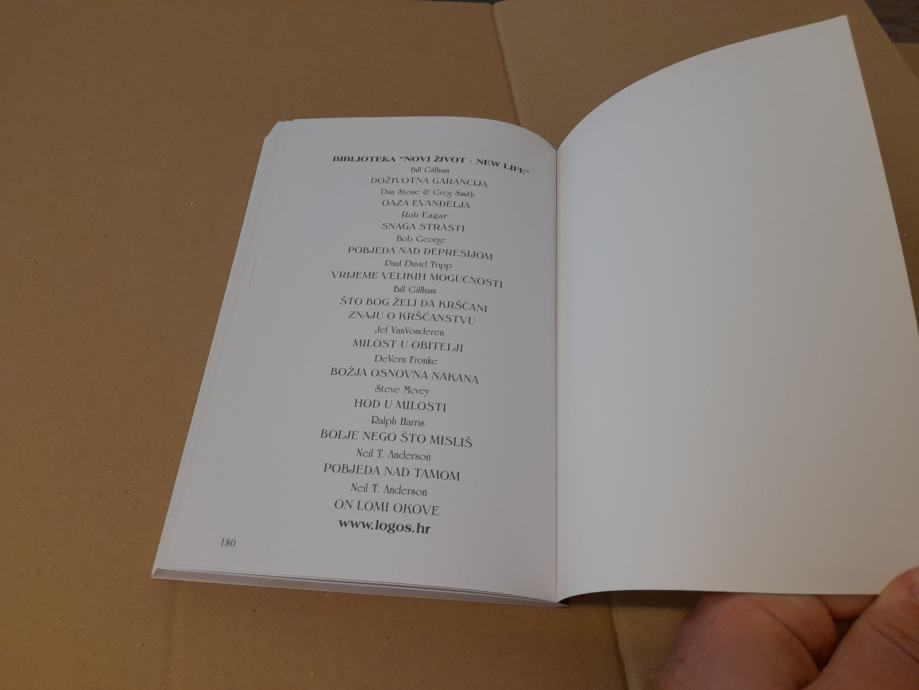 BIBLIOTEKA "NOVI ŽIVOT - NEW LIFE"
Bill Gillham
DOŽIVOTNA GARANCIJA
Dan Stone & Greg Smith
OAZA EVANĐELJA
Rob Eagar
SNAGA STRASTI
Bob George
POBJEDA NAD DEPRESIJOM
Paul David Tripp
VRIJEME VELIKIH MOGUĆNOSTI
Bill Gillham
ŠTO BOG ŽELI DA KRŠĆANI
ZNAJU O KRŠĆANSTVU
Jef VanVonderen
MILOST U OBITELJI
DeVern Fromke
BOŽJA OSNOVNA NAKANA
Steve Mcvey
HOD U MILOSTI
Ralph Harris
BOLJE NEGO ŠTO MISLIŠ
Neil T. Anderson
POBJEDA NAD TAMOM
Neil T. Anderson
ON LOMI OKOVE
www.logos.hr
180